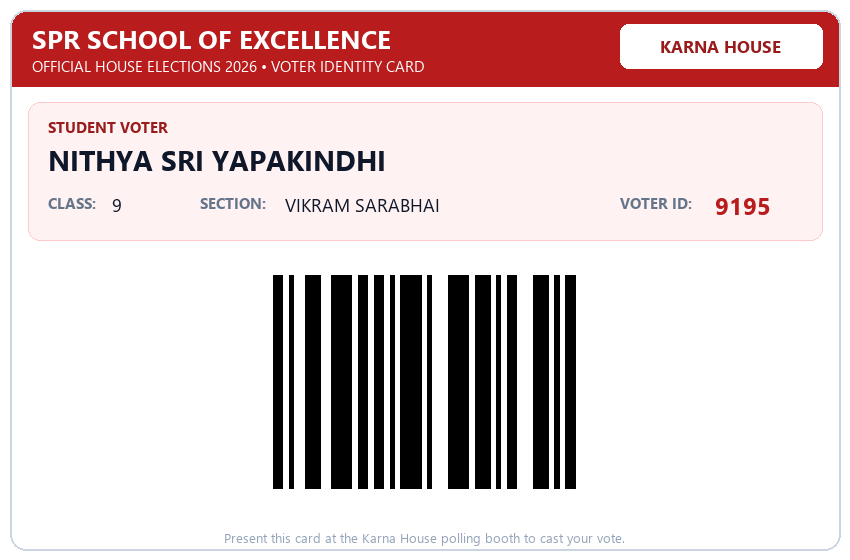 SPR SCHOOL OF EXCELLENCE
OFFICIAL HOUSE ELECTIONS 2026 • VOTER IDENTITY CARD
KARNA HOUSE
STUDENT VOTER
NITHYA SRI YAPAKINDHI
CLASS: 9 SECTION: VIKRAM SARABHAI VOTER ID: 9195
Present this card at the Karna House polling booth to cast your vote.